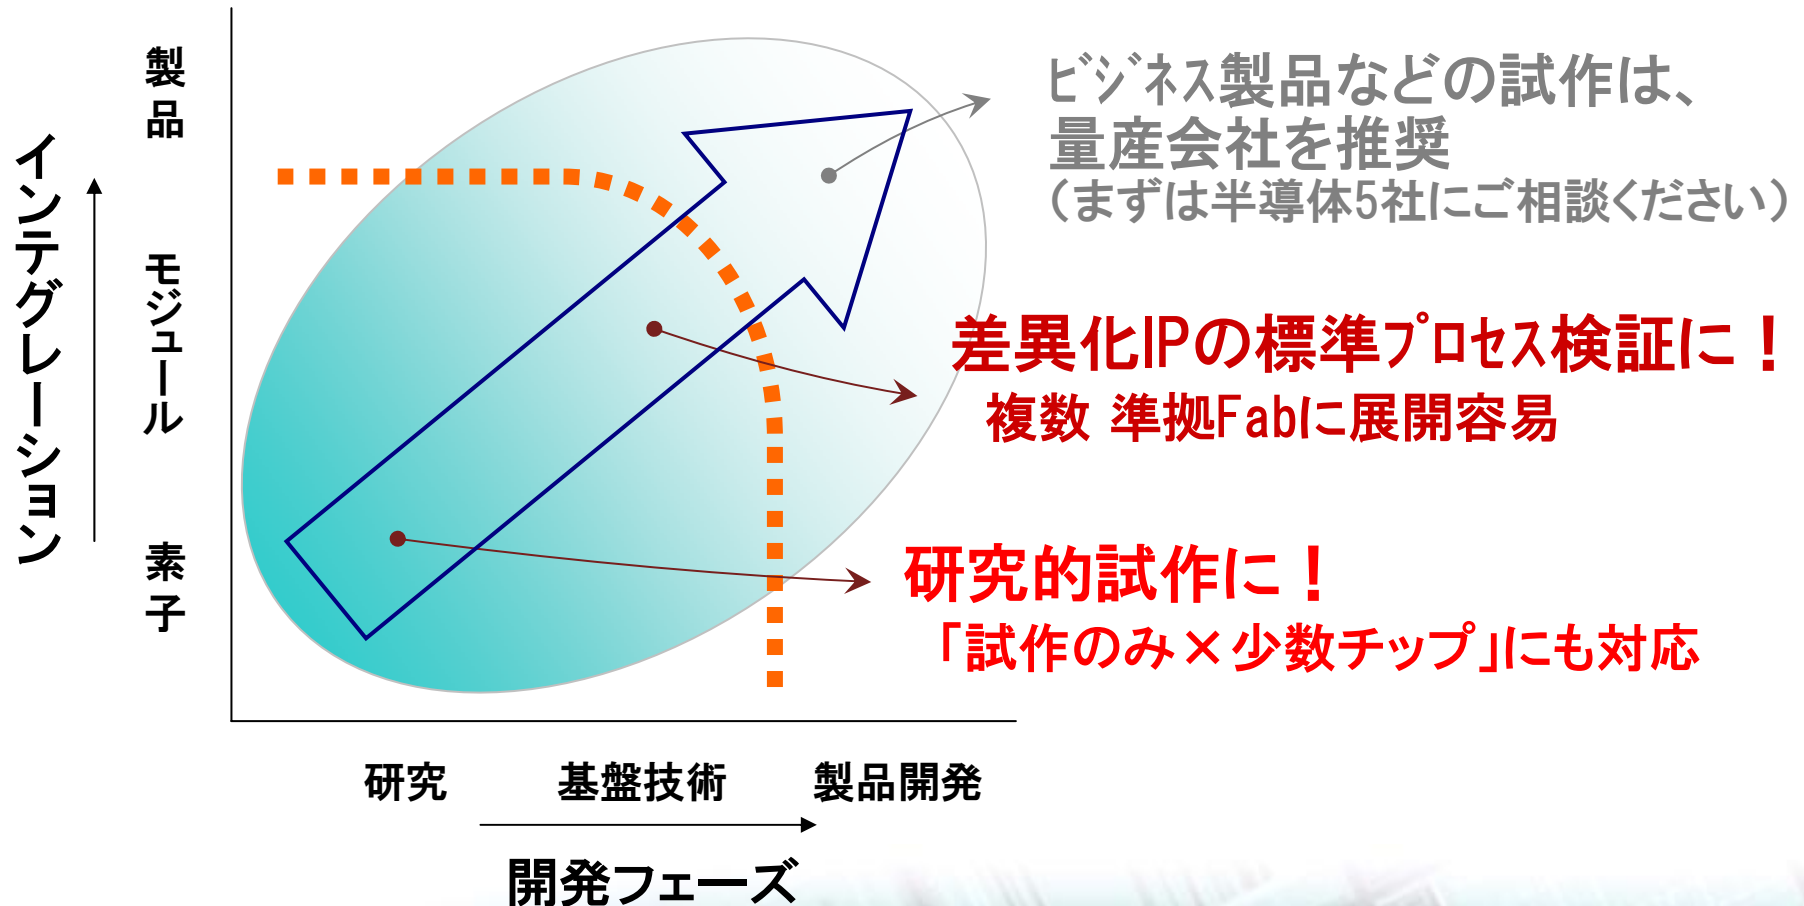 インテグレーション
製品
モジュール
素子
ﾋﾞｼﾞﾈｽ製品などの試作は、
量産会社を推奨
（まずは半導体5社にご相談ください）
差異化IPの標準ﾌﾟﾛｾｽ検証に！
複数 準拠Fabに展開容易
研究的試作に！
「試作のみ×少数チップ」にも対応
研究
基盤技術
製品開発
開発フェーズ